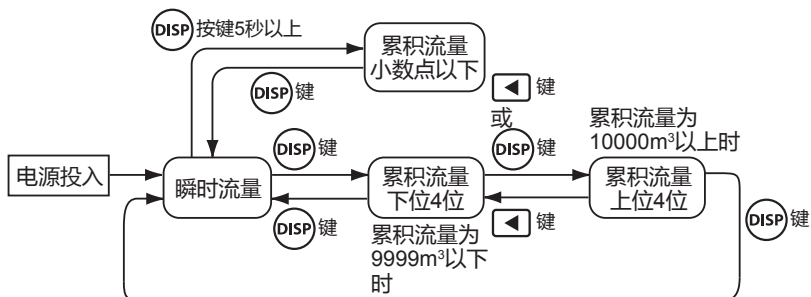 DISP 按键5秒以上
累积流量
小数点以下
DISP 键
◀ 键
或
DISP 键
累积流量为
10000m³以上时
DISP 键
电源投入
瞬时流量
累积流量
下位4位
累积流量
上位4位
DISP 键
◀ 键
DISP 键
累积流量为
9999m³以下
时